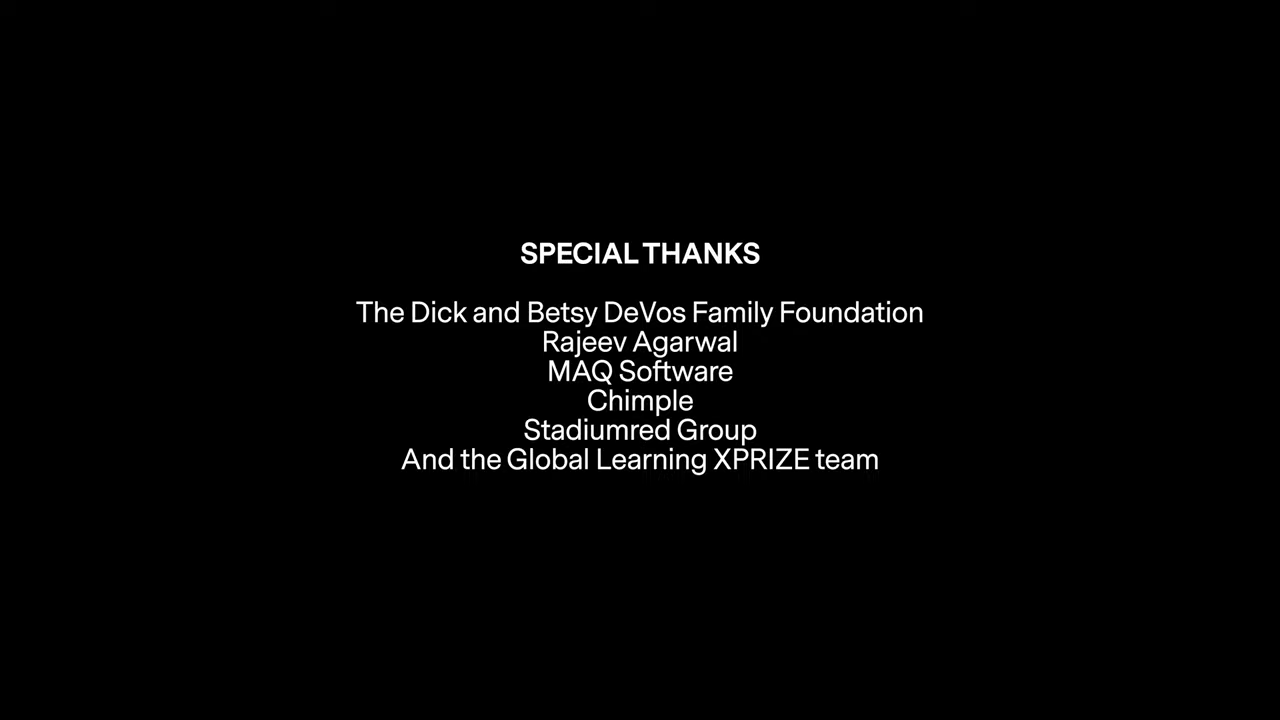 SPECIAL THANKS
The Dick and Betsy DeVos Family Foundation
Rajeev Agarwal
MAQ Software
Chimple
Stadiumred Group
And the Global Learning XPRIZE team